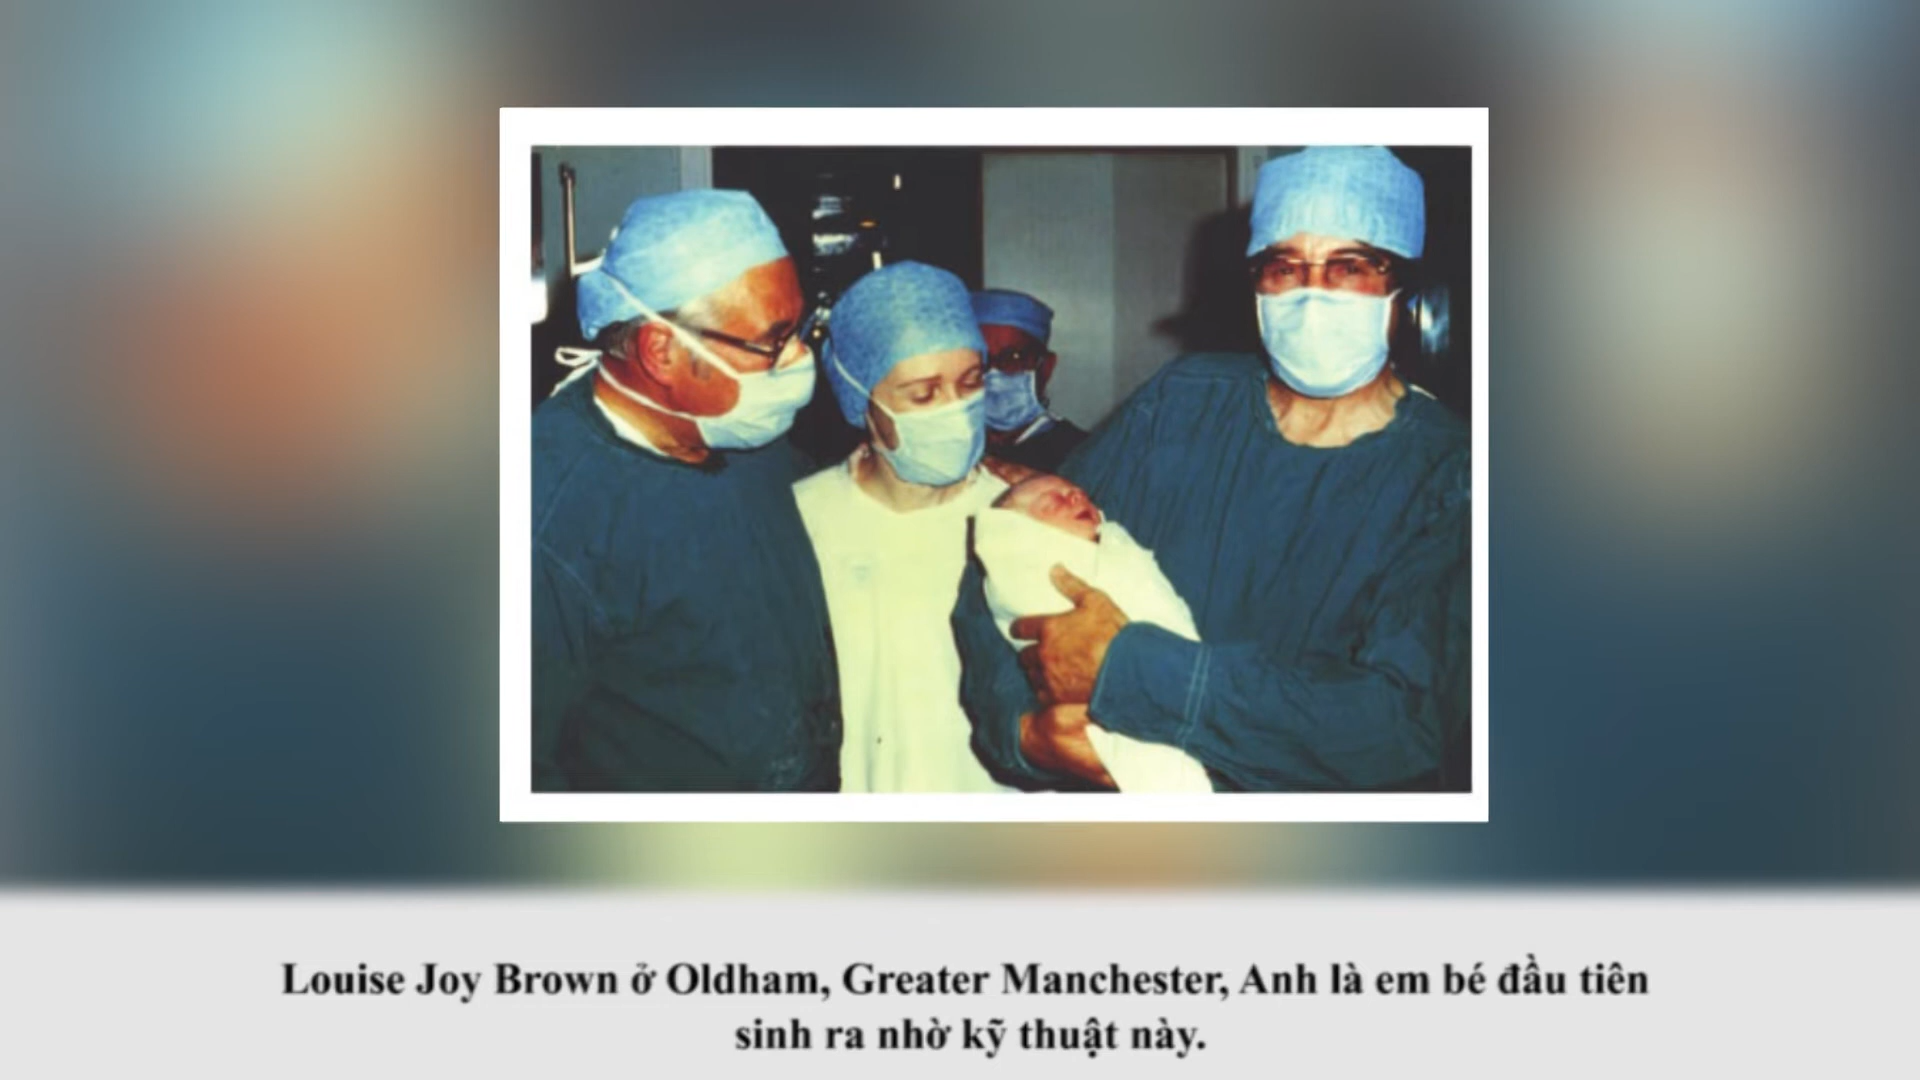 Louise Joy Brown ở Oldham, Greater Manchester, Anh là em bé đầu tiên
sinh ra nhờ kỹ thuật này.